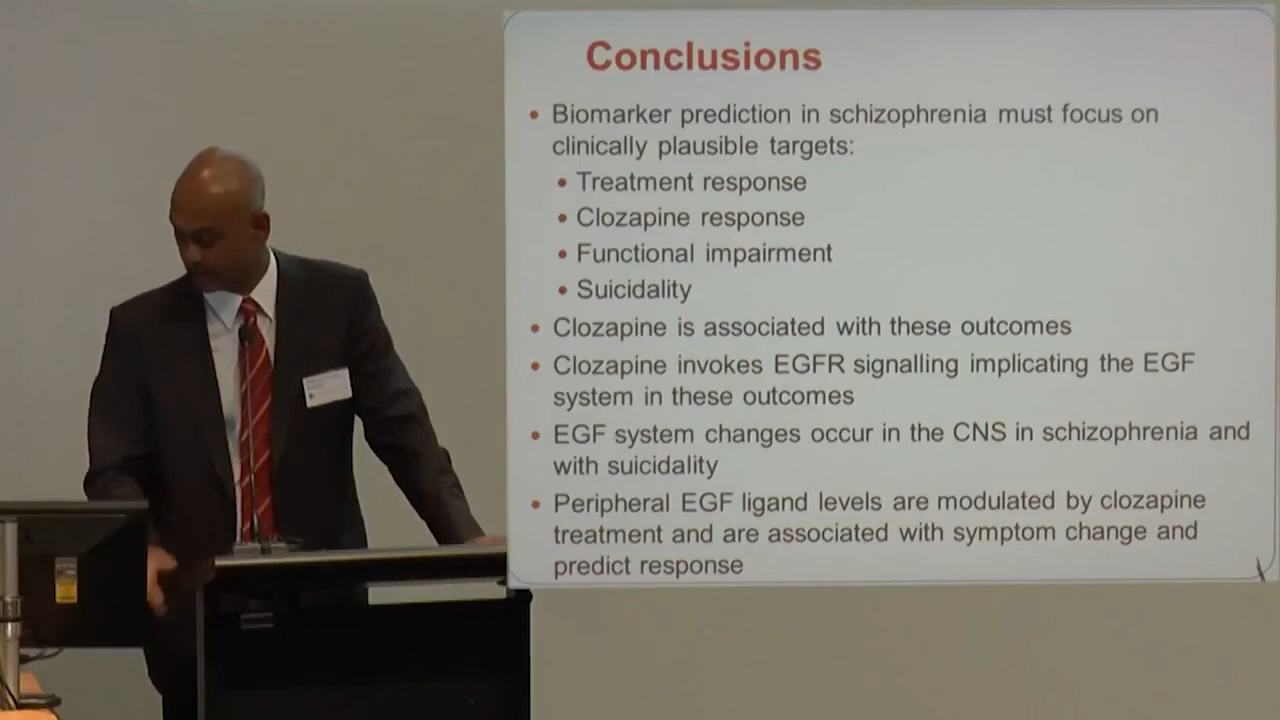 Conclusions
• Biomarker prediction in schizophrenia must focus on
clinically plausible targets:
• Treatment response
• Clozapine response
• Functional impairment
• Suicidality
• Clozapine is associated with these outcomes
• Clozapine invokes EGFR signalling implicating the EGF
system in these outcomes
• EGF system changes occur in the CNS in schizophrenia and
with suicidality
• Peripheral EGF ligand levels are modulated by clozapine
treatment and are associated with symptom change and
predict response